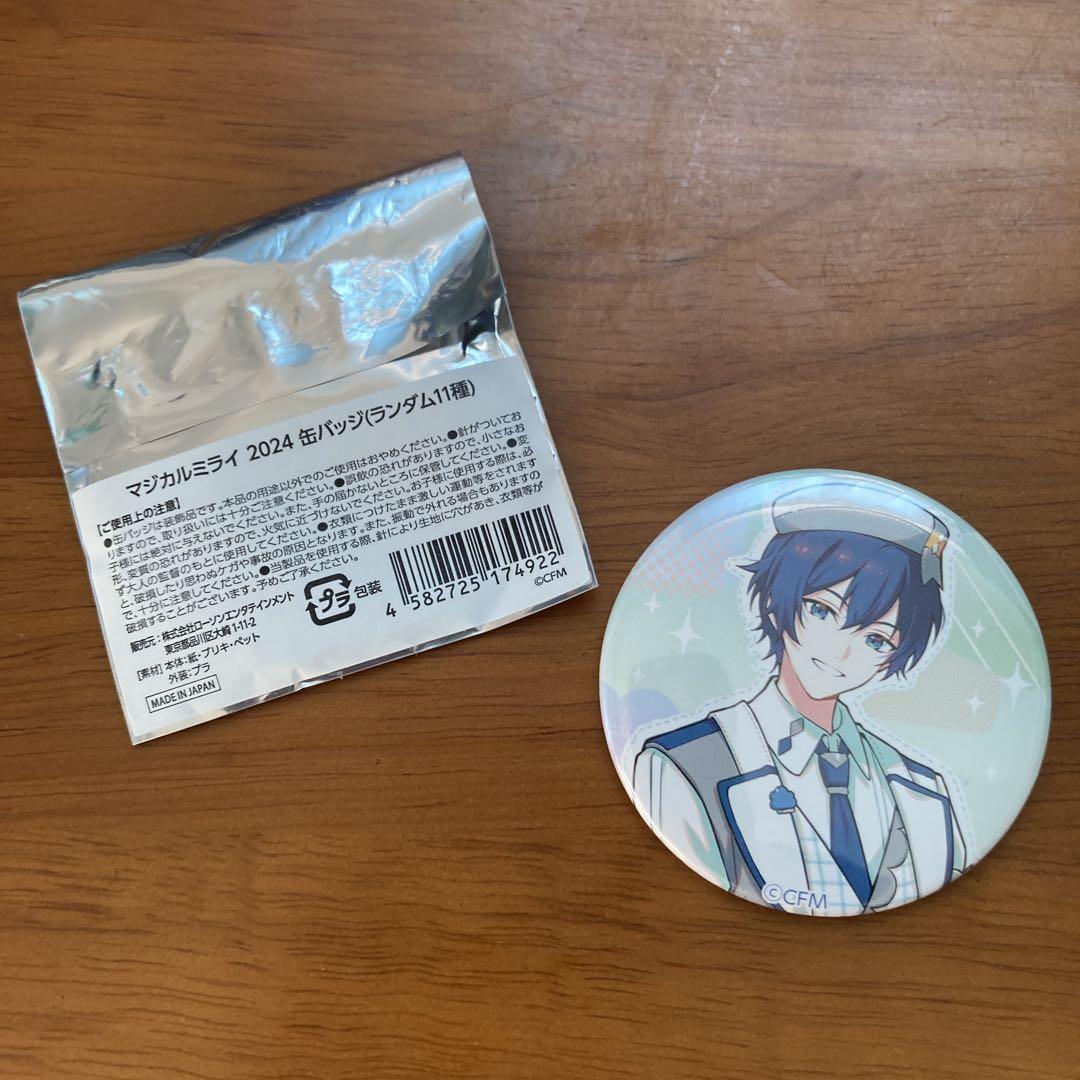 マジカルミライ 2024 缶バッジ(ランダム11種)
【ご使用上の注意】
●缶バッジは装飾品です。本品の用途以外でのご使用はおやめください。●針がついてお
りますので、取り扱いには十分ご注意ください。●誤飲の恐れがありますので、小さなお
子様には絶対に与えないでください。また、手の届かないところに保管してください。●変
形、変質の恐れがありますので、火気に近づけないでください。お子様に使用する際は、必
ず大人の監督のもとに使用してください。●衣類につけたまま激しい運動等をされます
と、破損したり思わぬケガや事故の原因となります。また、振動で外れる場合もありますの
で、十分に注意してください。●当製品を使用する際、針により生地に穴があき、衣類等が
破損することがございます。予めご了承ください。
販売元:株式会社ローソンエンタテインメント
東京都品川区大崎 1-11-2
[素材] 本体:紙・ブリキ・ペット
外装:プラ
MADE IN JAPAN
プラ 包装
4 582725 174922
©CFM
©CFM